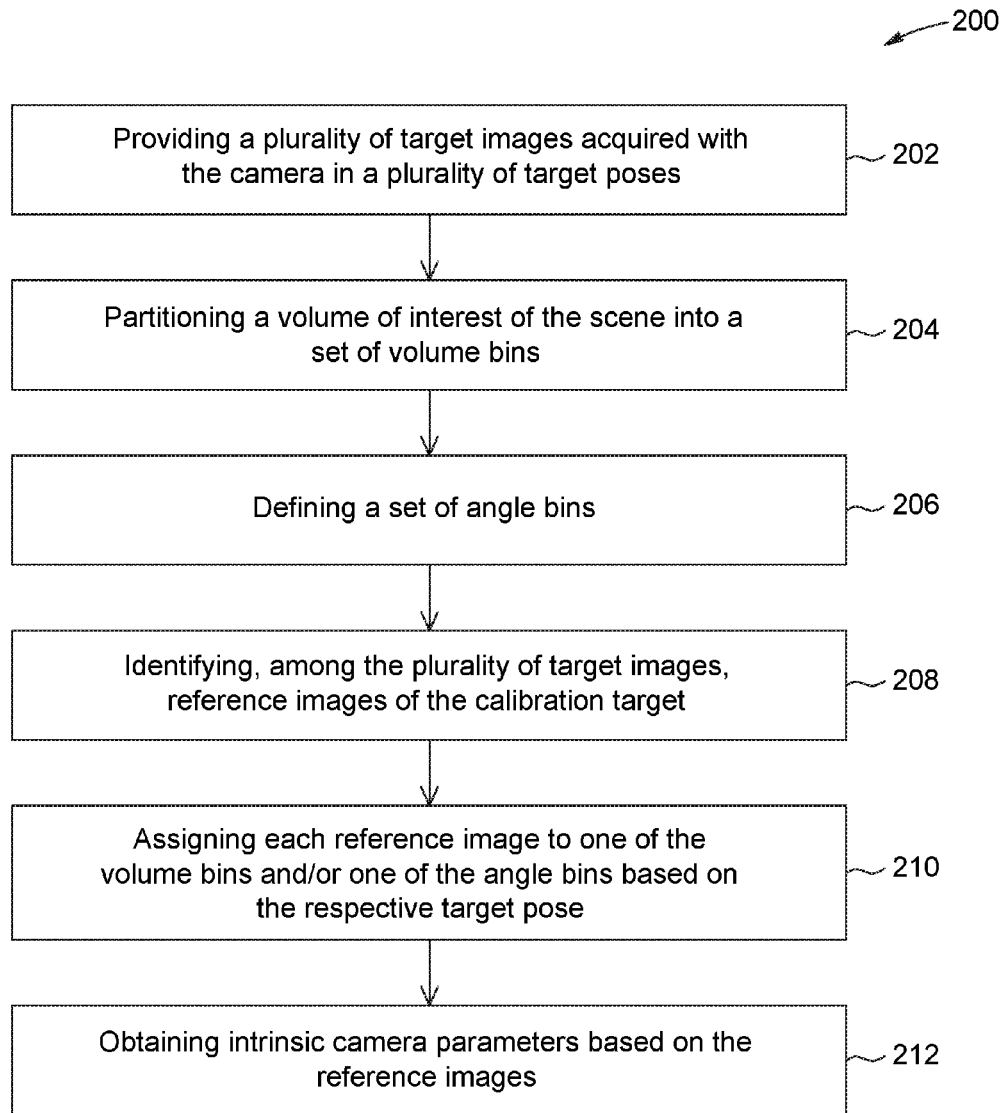 200
Providing a plurality of target images acquired with
the camera in a plurality of target poses
202
Partitioning a volume of interest of the scene into a
set of volume bins
204
Defining a set of angle bins
206
Identifying, among the plurality of target images,
reference images of the calibration target
208
Assigning each reference image to one of the
volume bins and/or one of the angle bins based on
the respective target pose
210
Obtaining intrinsic camera parameters based on the
reference images
212